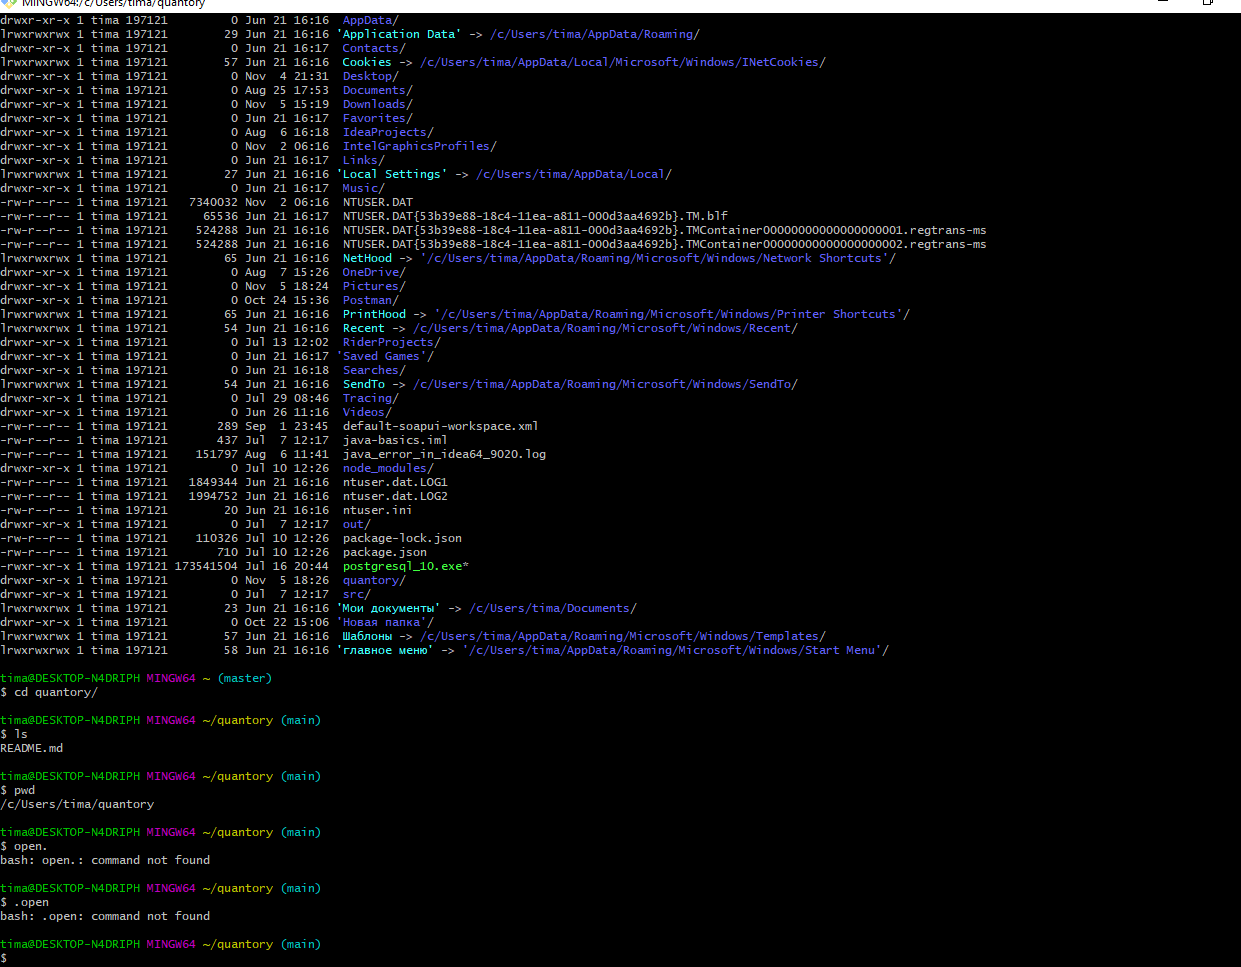 MINGW64:/c/Users/tima/quantory
drwxr-xr-x 1 tima 197121 0 Jun 21 16:16 AppData/
lrwxrwxrwx 1 tima 197121 29 Jun 21 16:16 'Application Data' -> /c/Users/tima/AppData/Roaming/
drwxr-xr-x 1 tima 197121 0 Jun 21 16:17 Contacts/
lrwxrwxrwx 1 tima 197121 57 Jun 21 16:16 Cookies -> /c/Users/tima/AppData/Local/Microsoft/Windows/INetCookies/
drwxr-xr-x 1 tima 197121 0 Nov 4 21:31 Desktop/
drwxr-xr-x 1 tima 197121 0 Aug 25 17:53 Documents/
drwxr-xr-x 1 tima 197121 0 Nov 5 15:19 Downloads/
drwxr-xr-x 1 tima 197121 0 Jun 21 16:17 Favorites/
drwxr-xr-x 1 tima 197121 0 Aug 6 16:18 IdeaProjects/
drwxr-xr-x 1 tima 197121 0 Nov 2 06:16 IntelGraphicsProfiles/
drwxr-xr-x 1 tima 197121 0 Jun 21 16:17 Links/
lrwxrwxrwx 1 tima 197121 27 Jun 21 16:16 'Local Settings' -> /c/Users/tima/AppData/Local/
drwxr-xr-x 1 tima 197121 0 Jun 21 16:17 Music/
-rw-r--r-- 1 tima 197121 7340032 Nov 2 06:16 NTUSER.DAT
-rw-r--r-- 1 tima 197121 65536 Jun 21 16:17 NTUSER.DAT{53b39e88-18c4-11ea-a811-000d3aa4692b}.TM.blf
-rw-r--r-- 1 tima 197121 524288 Jun 21 16:16 NTUSER.DAT{53b39e88-18c4-11ea-a811-000d3aa4692b}.TMContainer00000000000000000001.regtrans-ms
-rw-r--r-- 1 tima 197121 524288 Jun 21 16:16 NTUSER.DAT{53b39e88-18c4-11ea-a811-000d3aa4692b}.TMContainer00000000000000000002.regtrans-ms
lrwxrwxrwx 1 tima 197121 65 Jun 21 16:16 NetHood -> '/c/Users/tima/AppData/Roaming/Microsoft/Windows/Network Shortcuts'/
drwxr-xr-x 1 tima 197121 0 Aug 7 15:26 OneDrive/
drwxr-xr-x 1 tima 197121 0 Nov 5 18:24 Pictures/
drwxr-xr-x 1 tima 197121 0 Oct 24 15:36 Postman/
lrwxrwxrwx 1 tima 197121 65 Jun 21 16:16 PrintHood -> '/c/Users/tima/AppData/Roaming/Microsoft/Windows/Printer Shortcuts'/
lrwxrwxrwx 1 tima 197121 54 Jun 21 16:16 Recent -> /c/Users/tima/AppData/Roaming/Microsoft/Windows/Recent/
drwxr-xr-x 1 tima 197121 0 Jul 13 12:02 RiderProjects/
drwxr-xr-x 1 tima 197121 0 Jun 21 16:17 'Saved Games'/
drwxr-xr-x 1 tima 197121 0 Jun 21 16:18 Searches/
lrwxrwxrwx 1 tima 197121 54 Jun 21 16:16 SendTo -> /c/Users/tima/AppData/Roaming/Microsoft/Windows/SendTo/
drwxr-xr-x 1 tima 197121 0 Jul 29 08:46 Tracing/
drwxr-xr-x 1 tima 197121 0 Jun 26 11:16 Videos/
-rw-r--r-- 1 tima 197121 289 Sep 1 23:45 default-soapui-workspace.xml
-rw-r--r-- 1 tima 197121 437 Jul 7 12:17 java-basics.iml
-rw-r--r-- 1 tima 197121 151797 Aug 6 11:41 java_error_in_idea64_9020.log
drwxr-xr-x 1 tima 197121 0 Jul 10 12:26 node_modules/
-rw-r--r-- 1 tima 197121 1849344 Jun 21 16:16 ntuser.dat.LOG1
-rw-r--r-- 1 tima 197121 1994752 Jun 21 16:16 ntuser.dat.LOG2
-rw-r--r-- 1 tima 197121 20 Jun 21 16:16 ntuser.ini
drwxr-xr-x 1 tima 197121 0 Jul 7 12:17 out/
-rw-r--r-- 1 tima 197121 110326 Jul 10 12:26 package-lock.json
-rw-r--r-- 1 tima 197121 710 Jul 10 12:26 package.json
-rwxr-xr-x 1 tima 197121 173541504 Jul 16 20:44 postgresql_10.exe*
drwxr-xr-x 1 tima 197121 0 Nov 5 18:26 quantory/
drwxr-xr-x 1 tima 197121 0 Jul 7 12:17 src/
lrwxrwxrwx 1 tima 197121 23 Jun 21 16:16 'Мои документы' -> /c/Users/tima/Documents/
drwxr-xr-x 1 tima 197121 0 Oct 22 15:06 'Новая папка'/
lrwxrwxrwx 1 tima 197121 57 Jun 21 16:16 Шаблоны -> /c/Users/tima/AppData/Roaming/Microsoft/Windows/Templates/
lrwxrwxrwx 1 tima 197121 58 Jun 21 16:16 'главное меню' -> '/c/Users/tima/AppData/Roaming/Microsoft/Windows/Start Menu'/
tima@DESKTOP-N4DRIPH MINGW64 ~ (master)
$ cd quantory/
tima@DESKTOP-N4DRIPH MINGW64 ~/quantory (main)
$ ls
README.md
tima@DESKTOP-N4DRIPH MINGW64 ~/quantory (main)
$ pwd
/c/Users/tima/quantory
tima@DESKTOP-N4DRIPH MINGW64 ~/quantory (main)
$ open.
bash: open.: command not found
tima@DESKTOP-N4DRIPH MINGW64 ~/quantory (main)
$ .open
bash: .open: command not found
tima@DESKTOP-N4DRIPH MINGW64 ~/quantory (main)
$